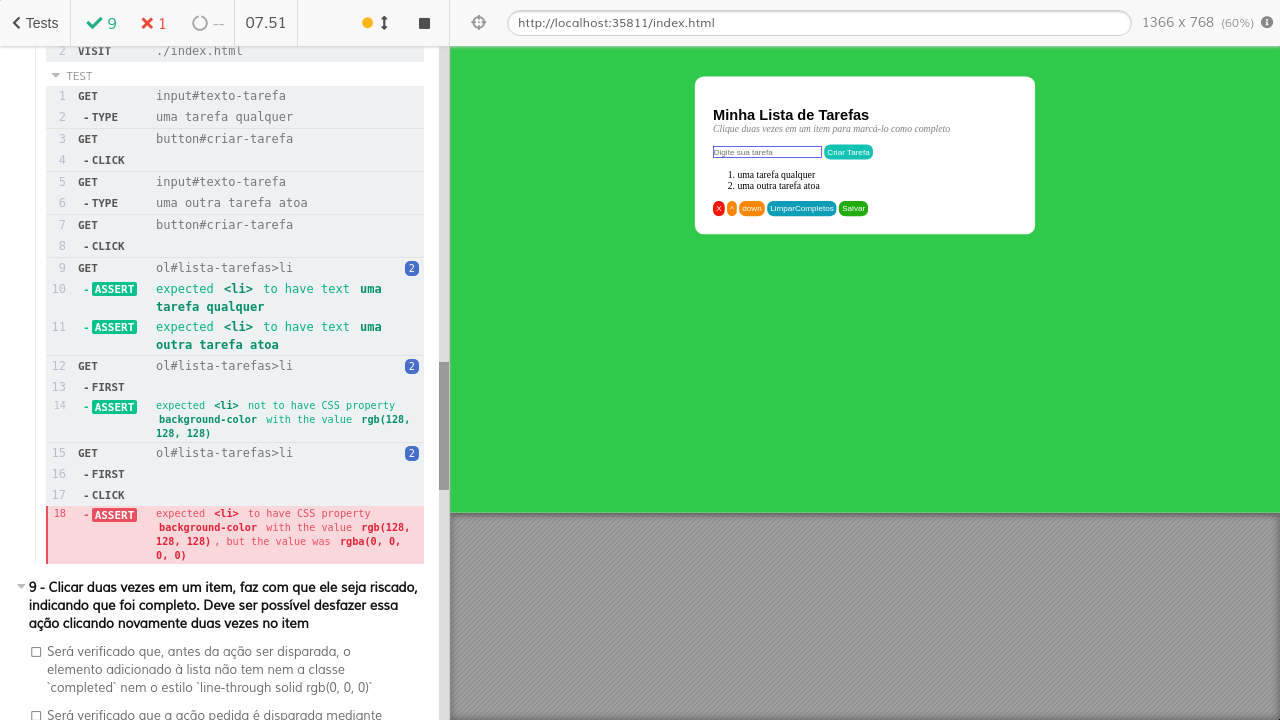 Tests 9 1 -- 07.51
2 VISIT ./index.html
TEST
1 GET input#texto-tarefa
2 -TYPE uma tarefa qualquer
3 GET button#criar-tarefa
4 -CLICK
5 GET input#texto-tarefa
6 -TYPE uma outra tarefa atoa
7 GET button#criar-tarefa
8 -CLICK
9 GET ol#lista-tarefas>li 2
10 -ASSERT expected <li> to have text uma
tarefa qualquer
11 -ASSERT expected <li> to have text uma
outra tarefa atoa
12 GET ol#lista-tarefas>li 2
13 -FIRST
14 -ASSERT expected <li> not to have CSS property
background-color with the value rgb(128,
128, 128)
15 GET ol#lista-tarefas>li 2
16 -FIRST
17 -CLICK
18 -ASSERT expected <li> to have CSS property
background-color with the value rgb(128,
128, 128), but the value was rgba(0, 0,
0, 0)
9 - Clicar duas vezes em um item, faz com que ele seja riscado,
indicando que foi completo. Deve ser possível desfazer essa
ação clicando novamente duas vezes no item
Será verificado que, antes da ação ser disparada, o
elemento adicionado à lista não tem nem a classe
`completed` nem o estilo `line-through solid rgb(0, 0, 0)`
Será verificado que a ação pedida é disparada mediante
http://localhost:35811/index.html 1366 x 768 (60%)
Minha Lista de Tarefas
Clique duas vezes em um item para marcá-lo como completo
Digite sua tarefa Criar Tarefa
1. uma tarefa qualquer
2. uma outra tarefa atoa
X ^ down LimparCompletos Salvar